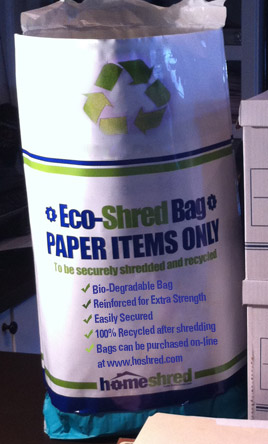 Eco-Shred Bag
PAPER ITEMS ONLY
To be securely shredded and recycled
✓ Bio-Degradable Bag
✓ Reinforced for Extra Strength
✓ Easily Secured
✓ 100% Recycled after shredding
✓ Bags can be purchased on-line
at www.hoshred.com
homeshred